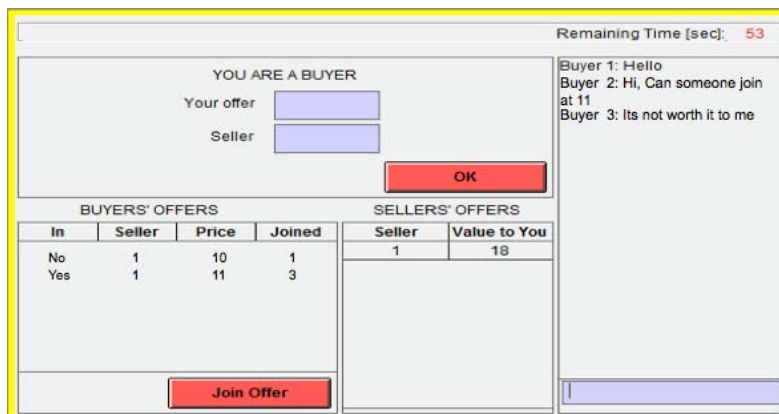 Remaining Time [sec]: 53
YOU ARE A BUYER
Your offer
Seller
OK
Buyer 1: Hello
Buyer 2: Hi, Can someone join
at 11
Buyer 3: Its not worth it to me
BUYERS' OFFERS
In Seller Price Joined
No 1 10 1
Yes 1 11 3
Join Offer
SELLERS' OFFERS
Seller Value to You
1 18